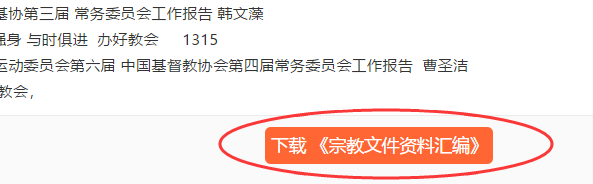 基协第三届 常务委员会工作报告 韩文藻
强身 与时俱进 办好教会 1315
运动委员会第六届 中国基督教协会第四届常务委员会工作报告 曹圣洁
教会，
下载 《宗教文件资料汇编》